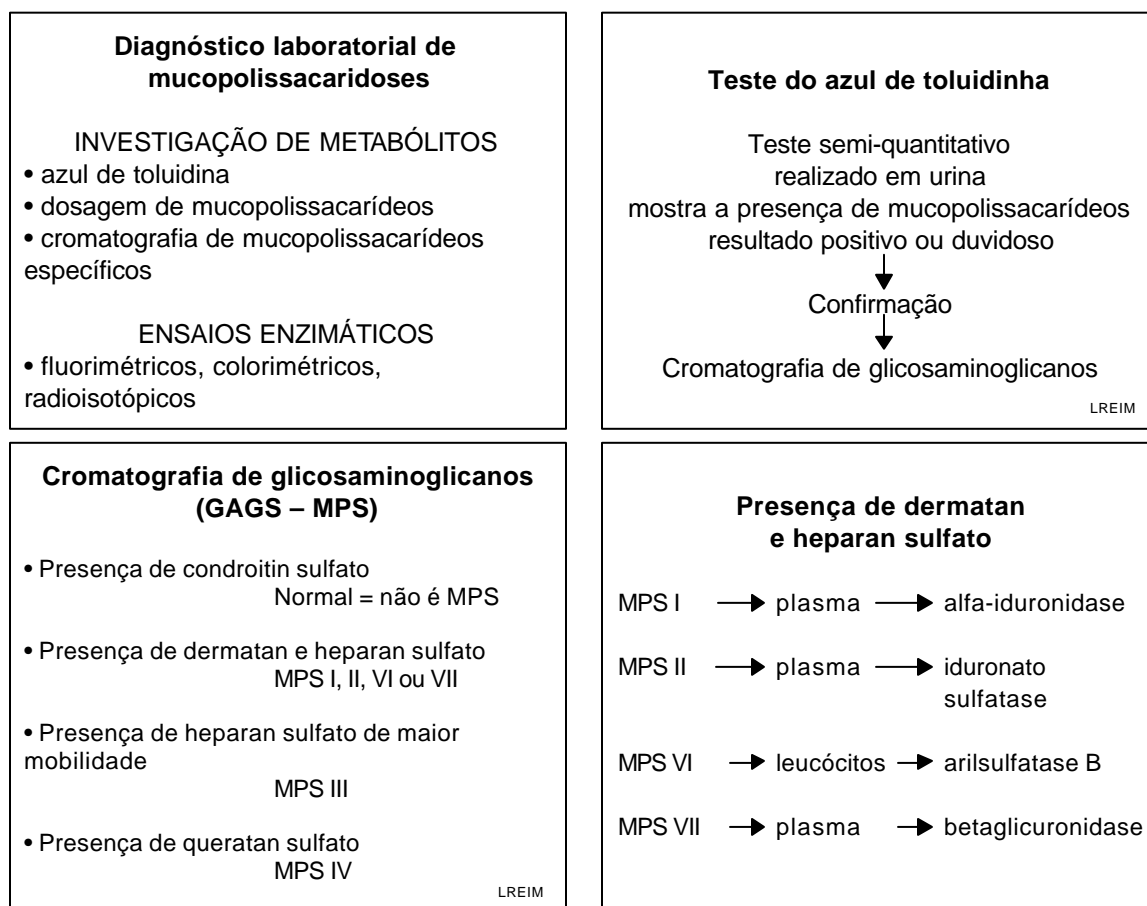 Diagnóstico laboratorial de
mucopolissacaridoses
INVESTIGAÇÃO DE METABÓLITOS
• azul de toluidina
• dosagem de mucopolissacarídeos
• cromatografia de mucopolissacarídeos
específicos
ENSAIOS ENZIMÁTICOS
• fluorimétricos, colorimétricos,
radioisotópicos
Teste do azul de toluidinha
Teste semi-quantitativo
realizado em urina
mostra a presença de mucopolissacarídeos
resultado positivo ou duvidoso
Confirmação
Cromatografia de glicosaminoglicanos
LREIM
Cromatografia de glicosaminoglicanos
(GAGS – MPS)
• Presença de condroitin sulfato
Normal = não é MPS
• Presença de dermatan e heparan sulfato
MPS I, II, VI ou VII
• Presença de heparan sulfato de maior
mobilidade
MPS III
• Presença de queratan sulfato
MPS IV
LREIM
Presença de dermatan
e heparan sulfato
MPS I plasma alfa-iduronidase
MPS II plasma iduronato
sulfatase
MPS VI leucócitos arilsulfatase B
MPS VII plasma betaglicuronidase